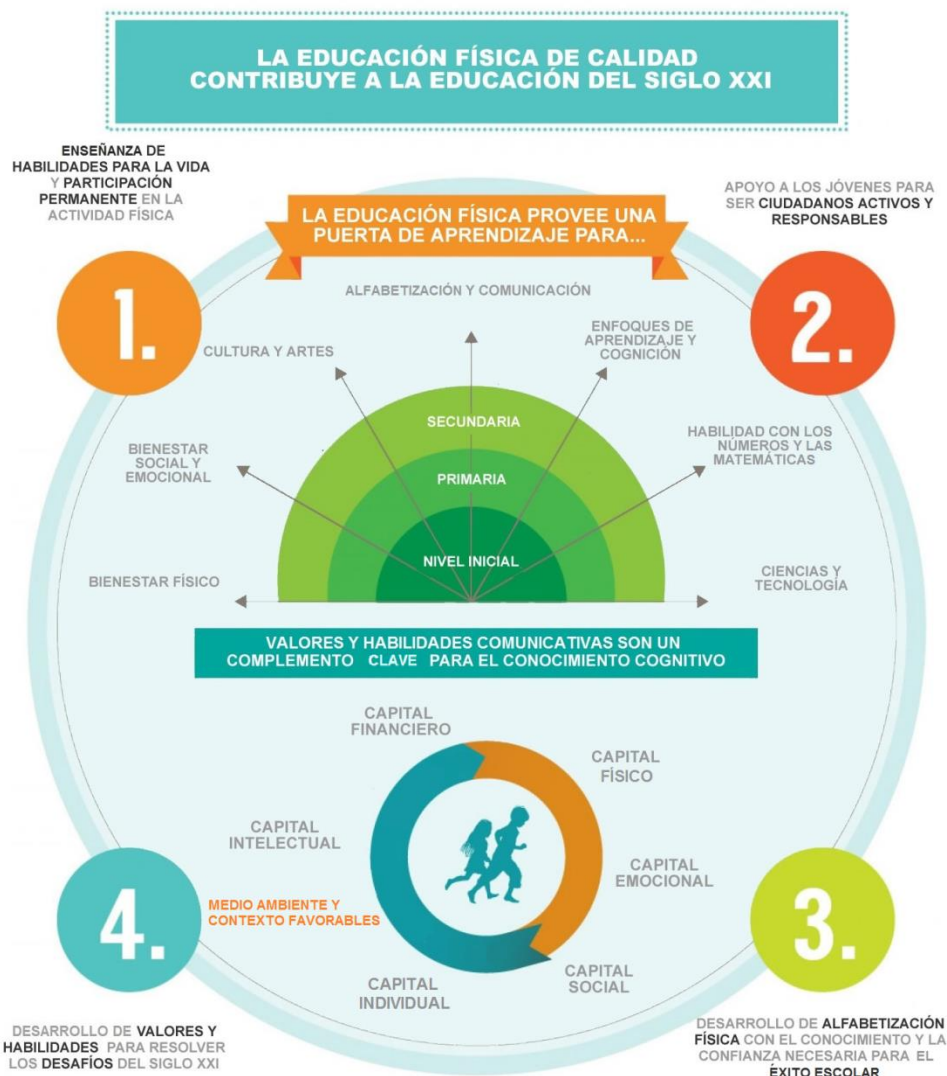 LA EDUCACIÓN FÍSICA DE CALIDAD
CONTRIBUYE A LA EDUCACIÓN DEL SIGLO XXI
ENSEÑANZA DE
HABILIDADES PARA LA VIDA
Y PARTICIPACIÓN
PERMANENTE EN LA
ACTIVIDAD FÍSICA
1.
APOYO A LOS JÓVENES PARA
SER CIUDADANOS ACTIVOS Y
RESPONSABLES
2.
LA EDUCACIÓN FÍSICA PROVEE UNA
PUERTA DE APRENDIZAJE PARA...
ALFABETIZACIÓN Y COMUNICACIÓN
CULTURA Y ARTES
ENFOQUES DE
APRENDIZAJE Y
COGNICIÓN
BIENESTAR
SOCIAL Y
EMOCIONAL
HABILIDAD CON LOS
NÚMEROS Y LAS
MATEMÁTICAS
BIENESTAR FÍSICO
CIENCIAS Y
TECNOLOGÍA
SECUNDARIA
PRIMARIA
NIVEL INICIAL
VALORES Y HABILIDADES COMUNICATIVAS SON UN
COMPLEMENTO CLAVE PARA EL CONOCIMIENTO COGNITIVO
CAPITAL
FINANCIERO
CAPITAL
FÍSICO
CAPITAL
INTELECTUAL
CAPITAL
EMOCIONAL
MEDIO AMBIENTE Y
CONTEXTO FAVORABLES
CAPITAL
INDIVIDUAL
CAPITAL
SOCIAL
4.
DESARROLLO DE VALORES Y
HABILIDADES PARA RESOLVER
LOS DESAFÍOS DEL SIGLO XXI
3.
DESARROLLO DE ALFABETIZACIÓN
FÍSICA CON EL CONOCIMIENTO Y LA
CONFIANZA NECESARIA PARA EL
ÉXITO ESCOLAR